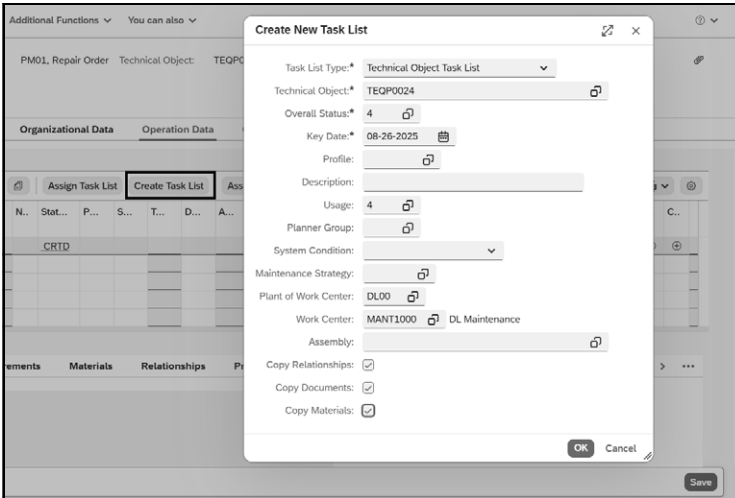 Additional Functions You can also
Create New Task List
PM01, Repair Order Technical Object: TEQP0
Task List Type:* Technical Object Task List
Technical Object:* TEQP0024
Overall Status:* 4
Organizational Data Operation Data
Key Date:* 08-26-2025
Profile:
Description:
Assign Task List Create Task List Ass
Usage: 4
N.. Stat... P... S... T... D... A... C..
Planner Group:
CRTD
System Condition:
Maintenance Strategy:
Plant of Work Center: DL00
Work Center: MANT1000 DL Maintenance
Assembly:
rements Materials Relationships Pr
Copy Relationships:
Copy Documents:
Copy Materials:
OK Cancel
Save